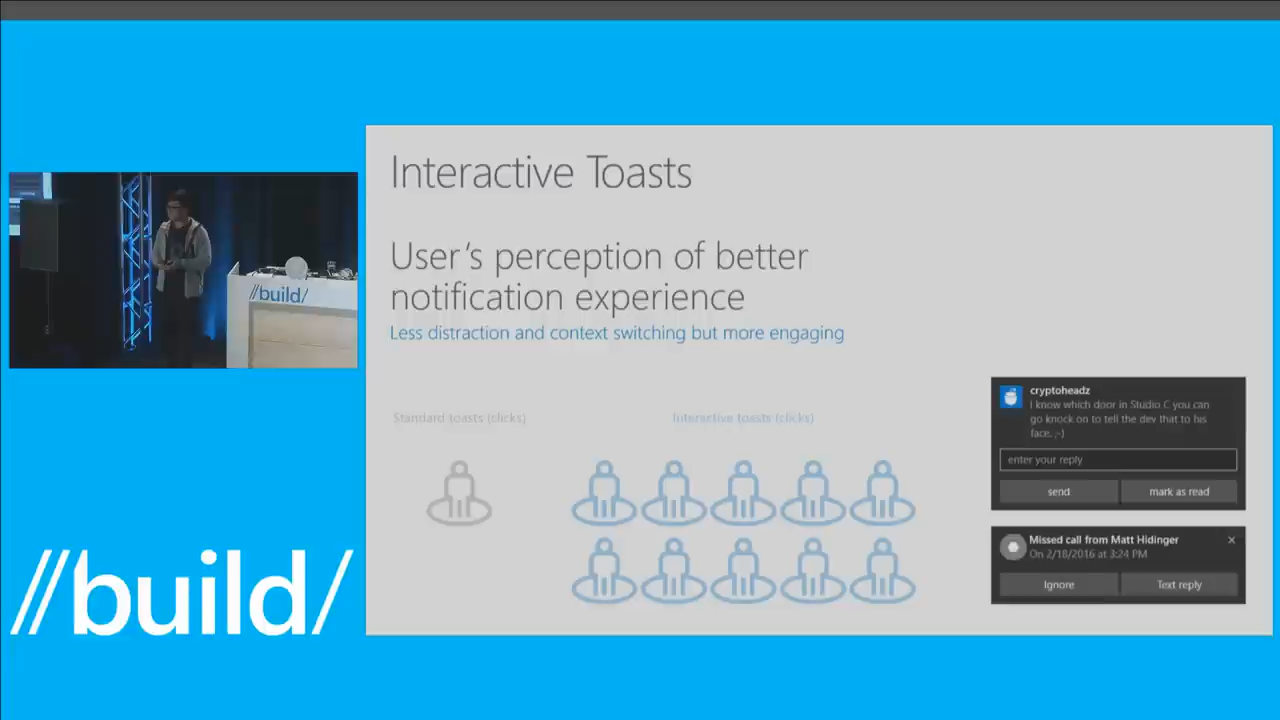 Interactive Toasts
User's perception of better
notification experience
Less distraction and context switching but more engaging
Standard toasts (clicks)
Interactive toasts (clicks)
cryptoheadz
I know which door in Studio C you can
go knock on to tell the dev that to his
face. ;-)
enter your reply
send
mark as read
Missed call from Matt Hidinger
On 2/18/2016 at 3:24 PM
Ignore
Text reply
//build/
//build/